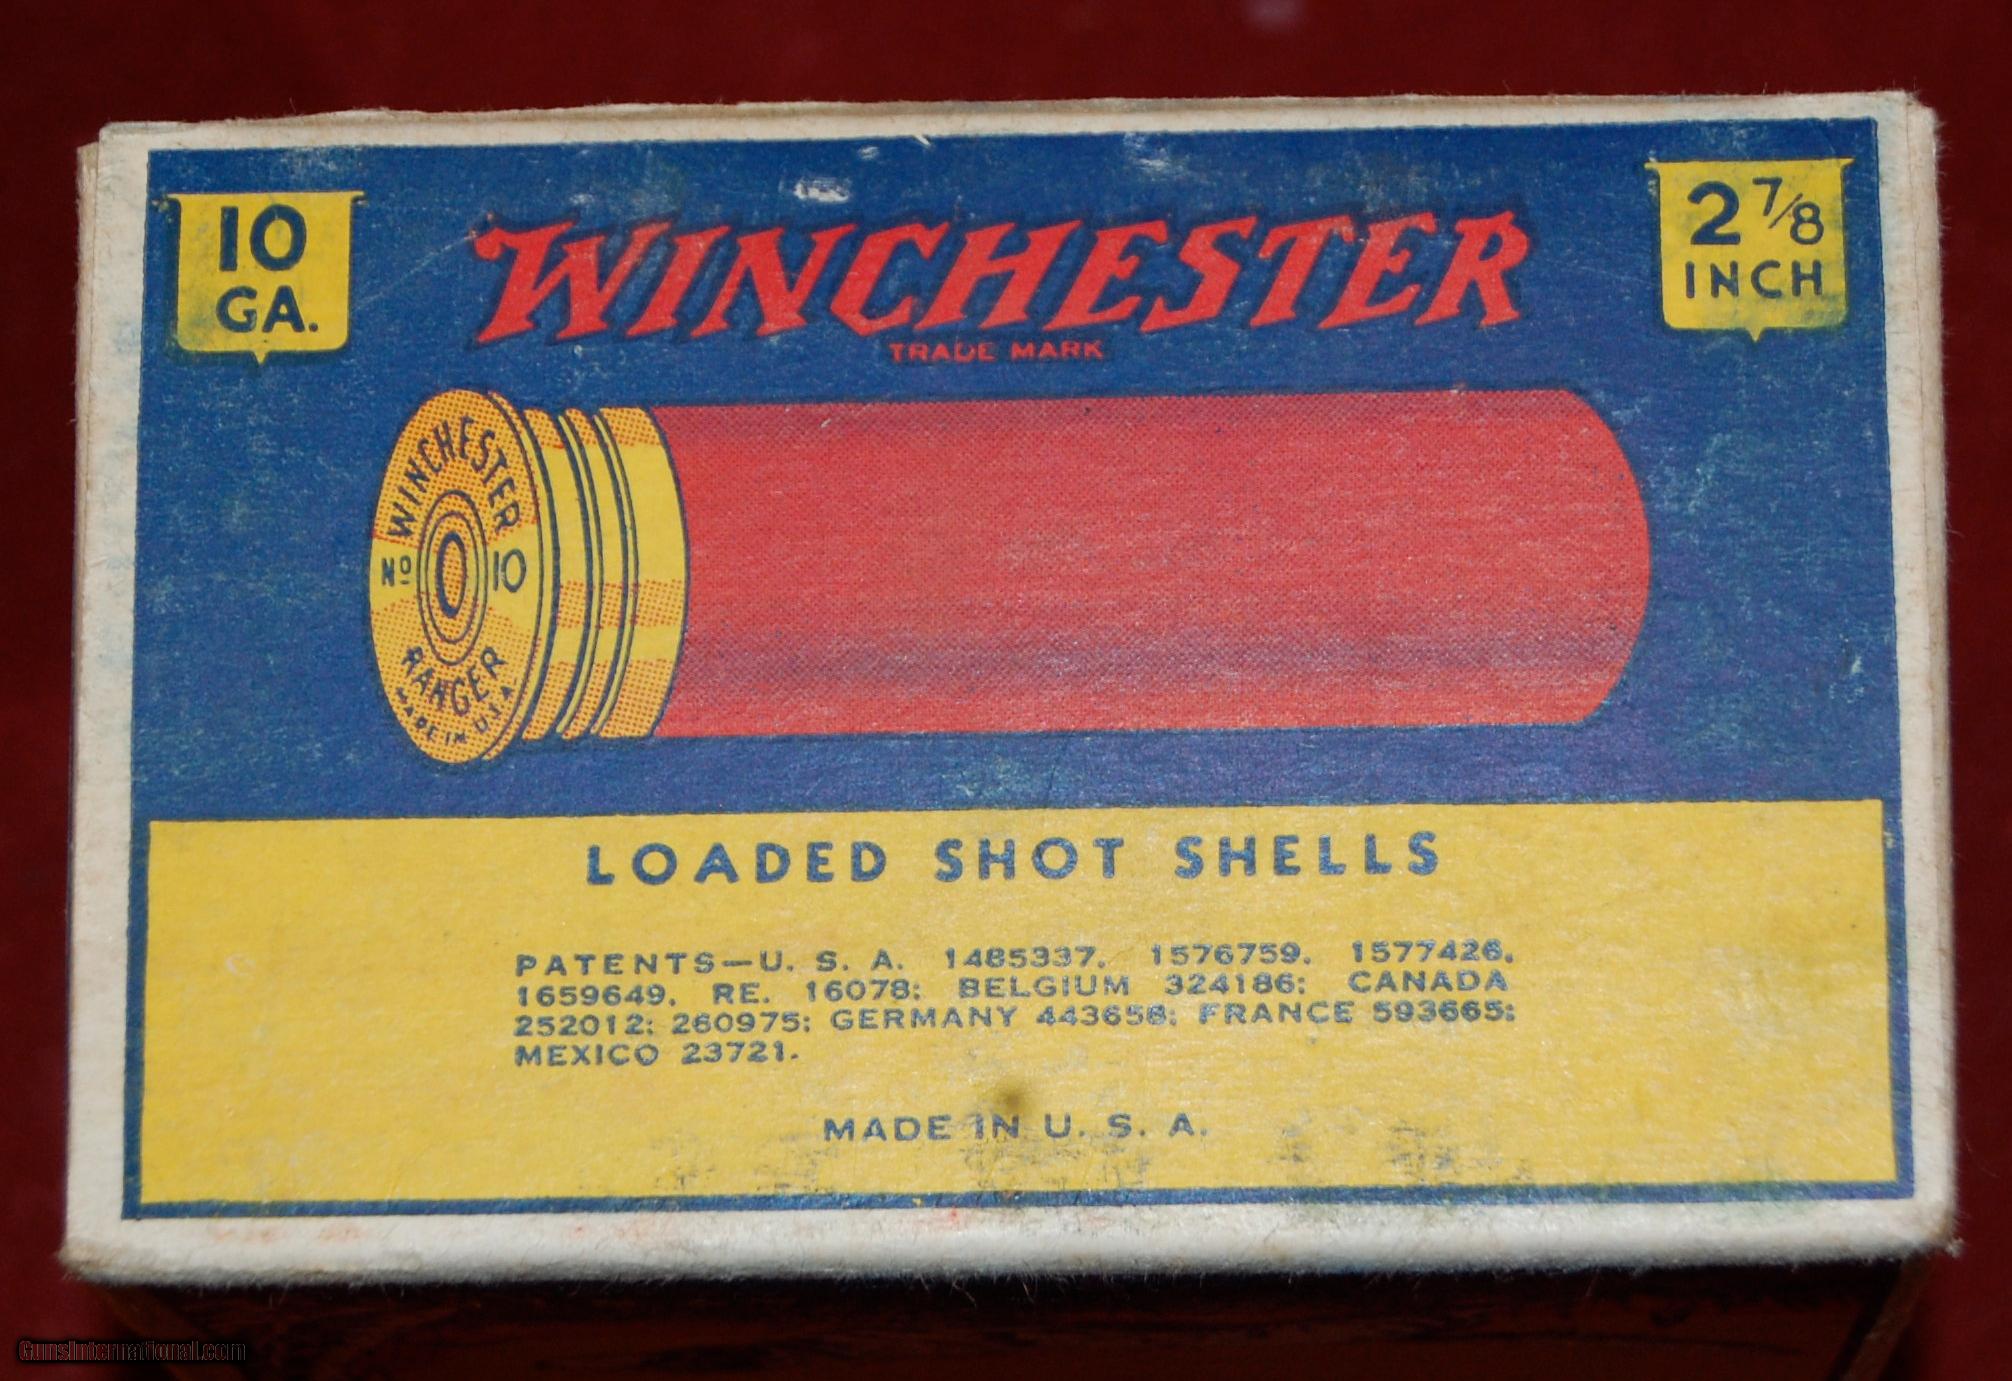 10
GA.
WINCHESTER
TRADE MARK
2 7/8
INCH
WINCHESTER
Nº 10
RANGER
MADE IN U.S.A
LOADED SHOT SHELLS
PATENTS—U. S. A. 1485337, 1576759, 1577426,
1659649, RE. 16078; BELGIUM 324186; CANADA
252012; 260975; GERMANY 443658; FRANCE 593665;
MEXICO 23721.
MADE IN U. S. A.
GunsInternational.com